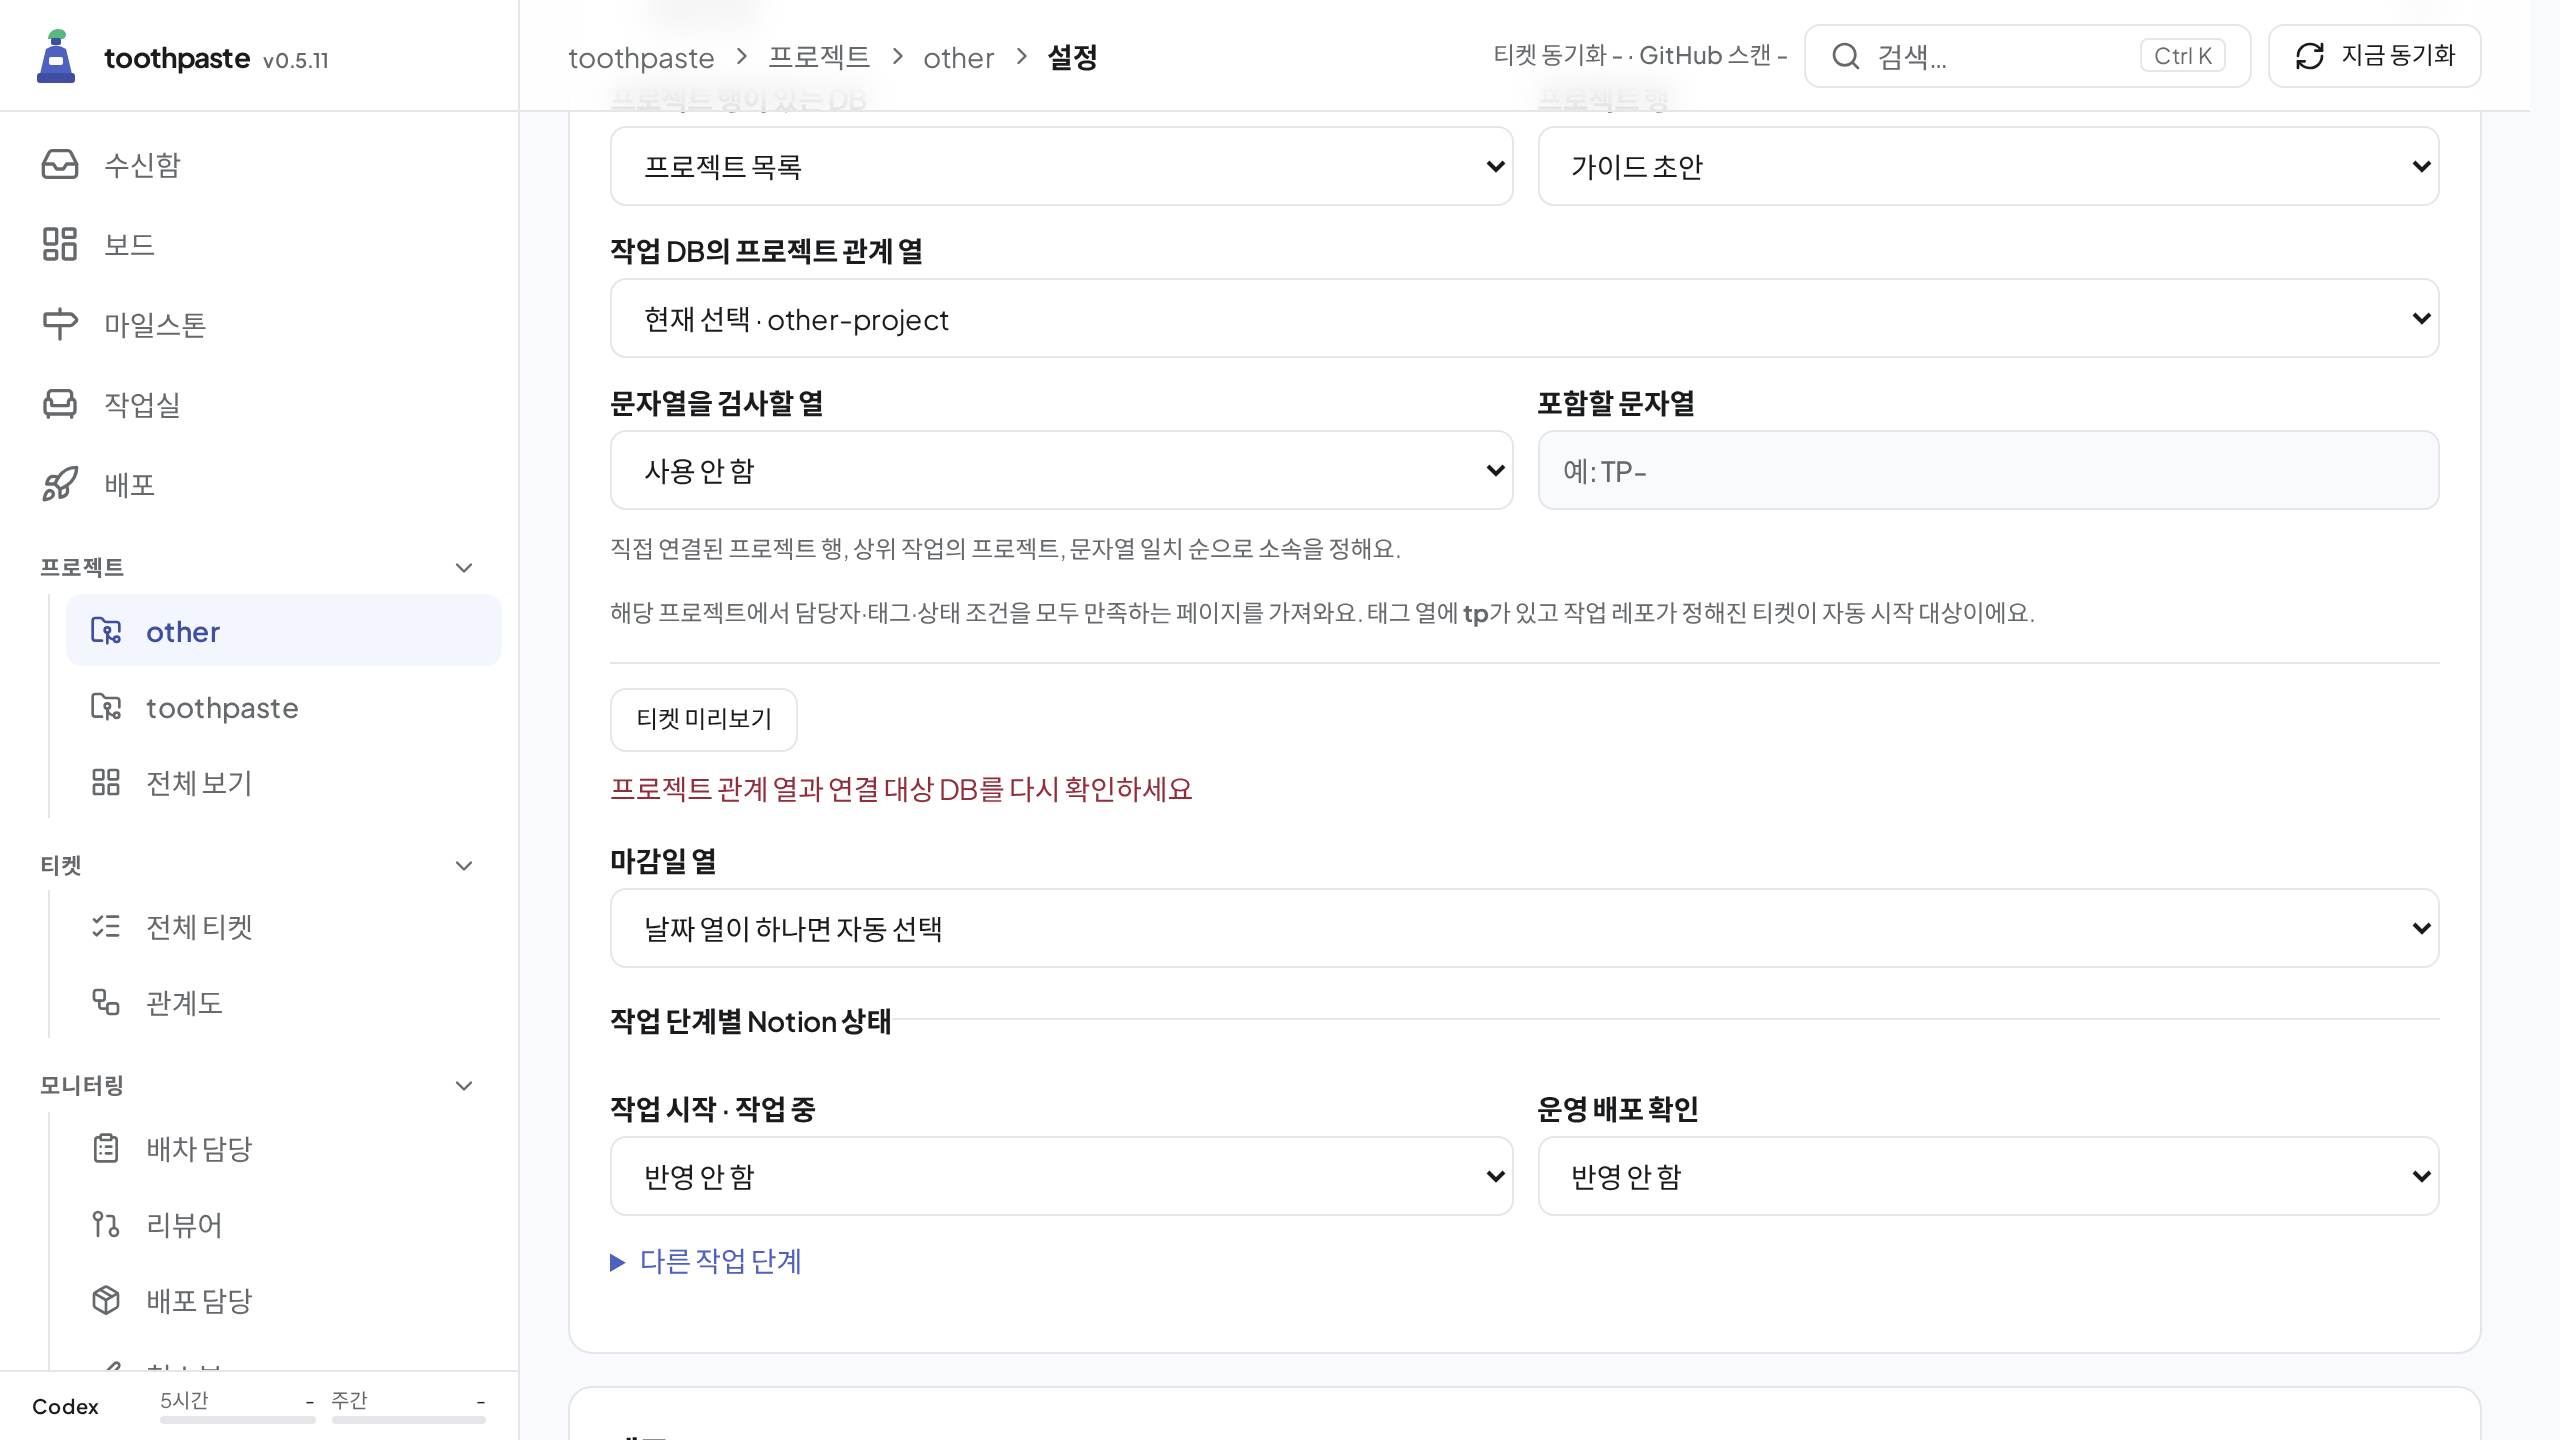 toothpaste v0.5.11
toothpaste > 프로젝트 > other > 설정
티켓 동기화 - · GitHub 스캔 -
검색...
Ctrl K
지금 동기화
수신함
보드
마일스톤
작업실
배포
프로젝트
other
toothpaste
전체 보기
티켓
전체 티켓
관계도
모니터링
배차 담당
리뷰어
배포 담당
Codex
5시간 -
주간 -
프로젝트 행이 있는 DB
프로젝트 행
프로젝트 목록
가이드 초안
작업 DB의 프로젝트 관계 열
현재 선택 · other-project
문자열을 검사할 열
포함할 문자열
사용 안 함
예: TP-
직접 연결된 프로젝트 행, 상위 작업의 프로젝트, 문자열 일치 순으로 소속을 정해요.
해당 프로젝트에서 담당자·태그·상태 조건을 모두 만족하는 페이지를 가져와요. 태그 열에 tp가 있고 작업 레포가 정해진 티켓이 자동 시작 대상이에요.
티켓 미리보기
프로젝트 관계 열과 연결 대상 DB를 다시 확인하세요
마감일 열
날짜 열이 하나면 자동 선택
작업 단계별 Notion 상태
작업 시작 · 작업 중
운영 배포 확인
반영 안 함
반영 안 함
▶ 다른 작업 단계